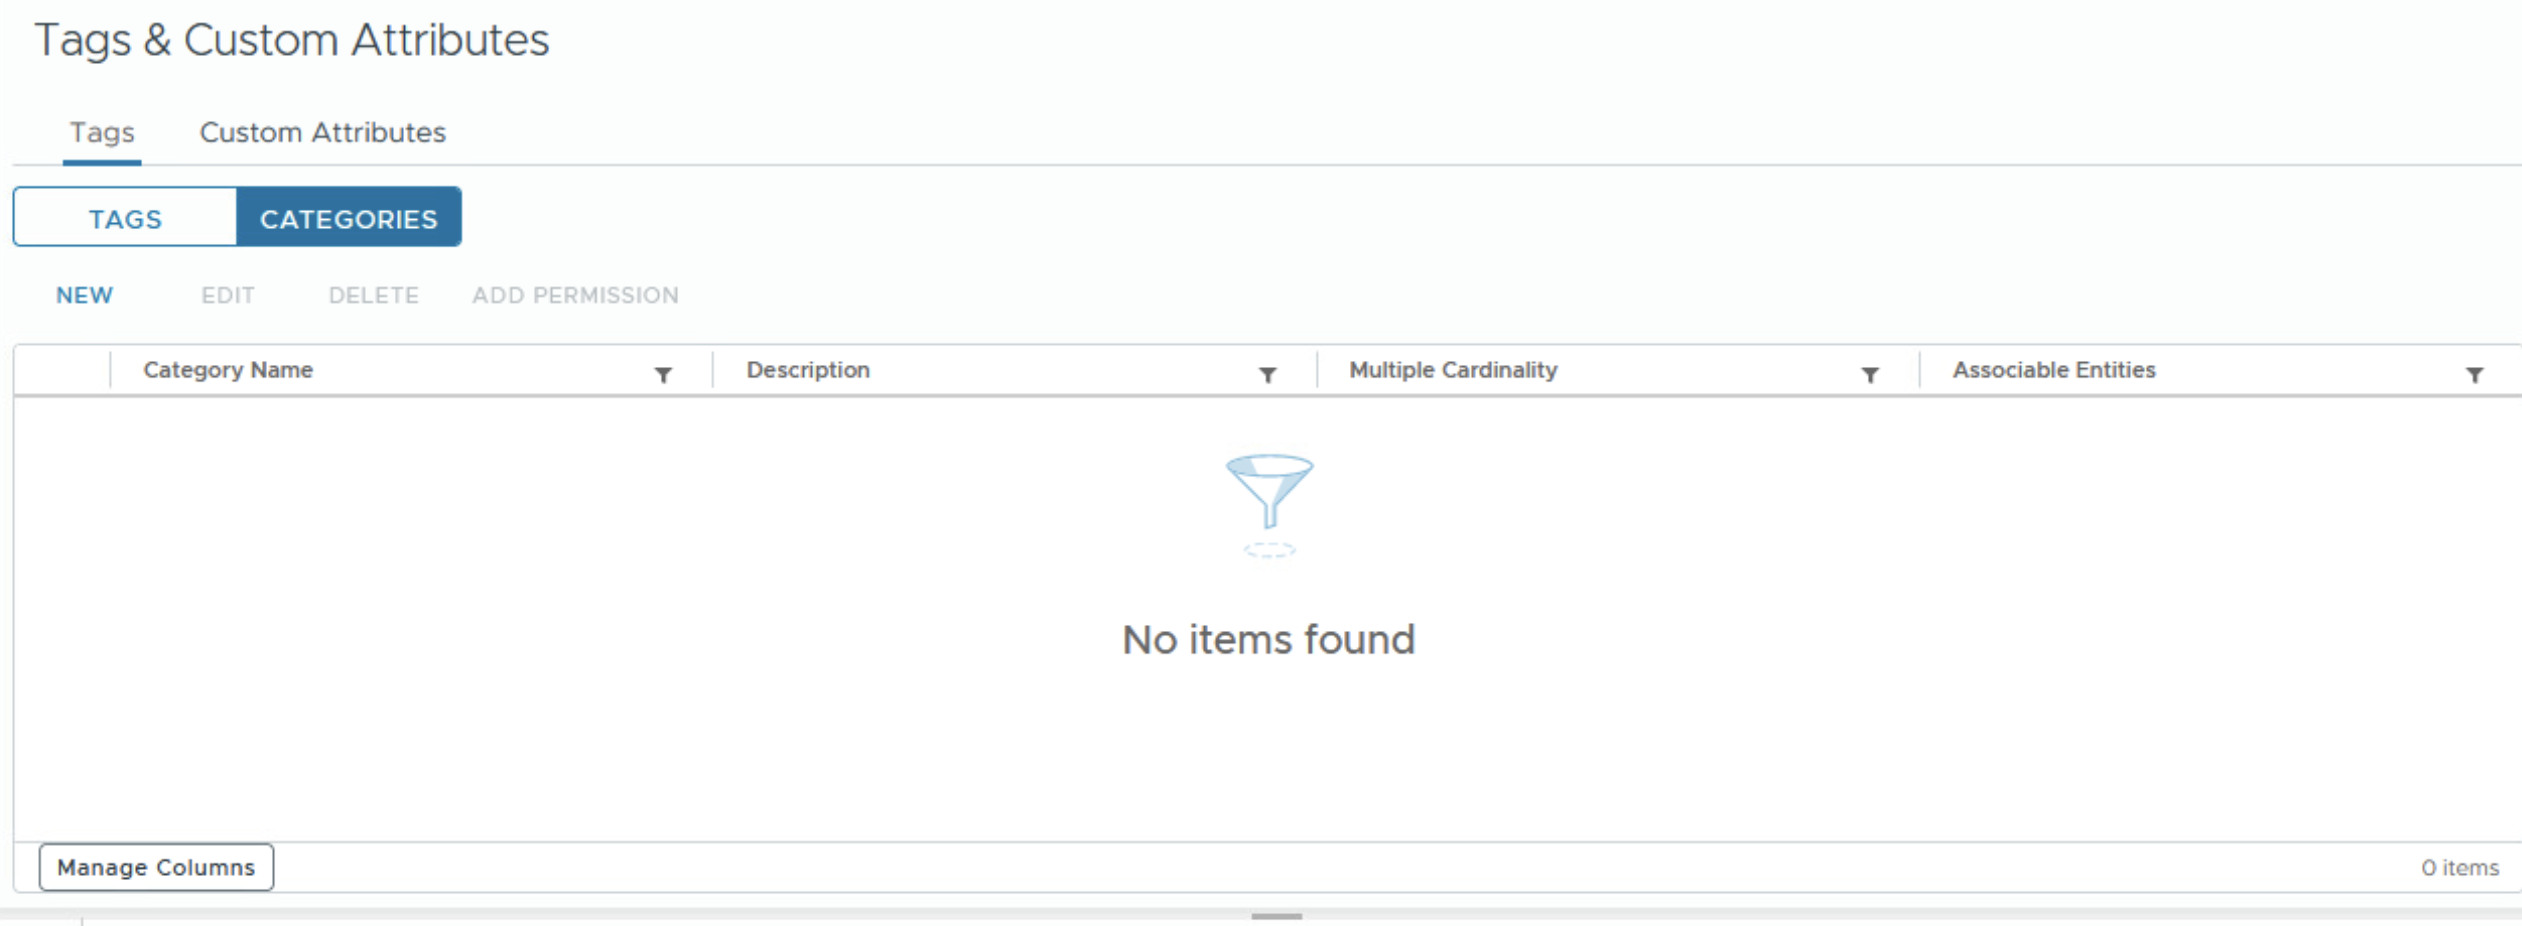 Tags & Custom Attributes
Tags Custom Attributes
TAGS CATEGORIES
NEW EDIT DELETE ADD PERMISSION
Category Name Description Multiple Cardinality Associable Entities
No items found
Manage Columns 0 items